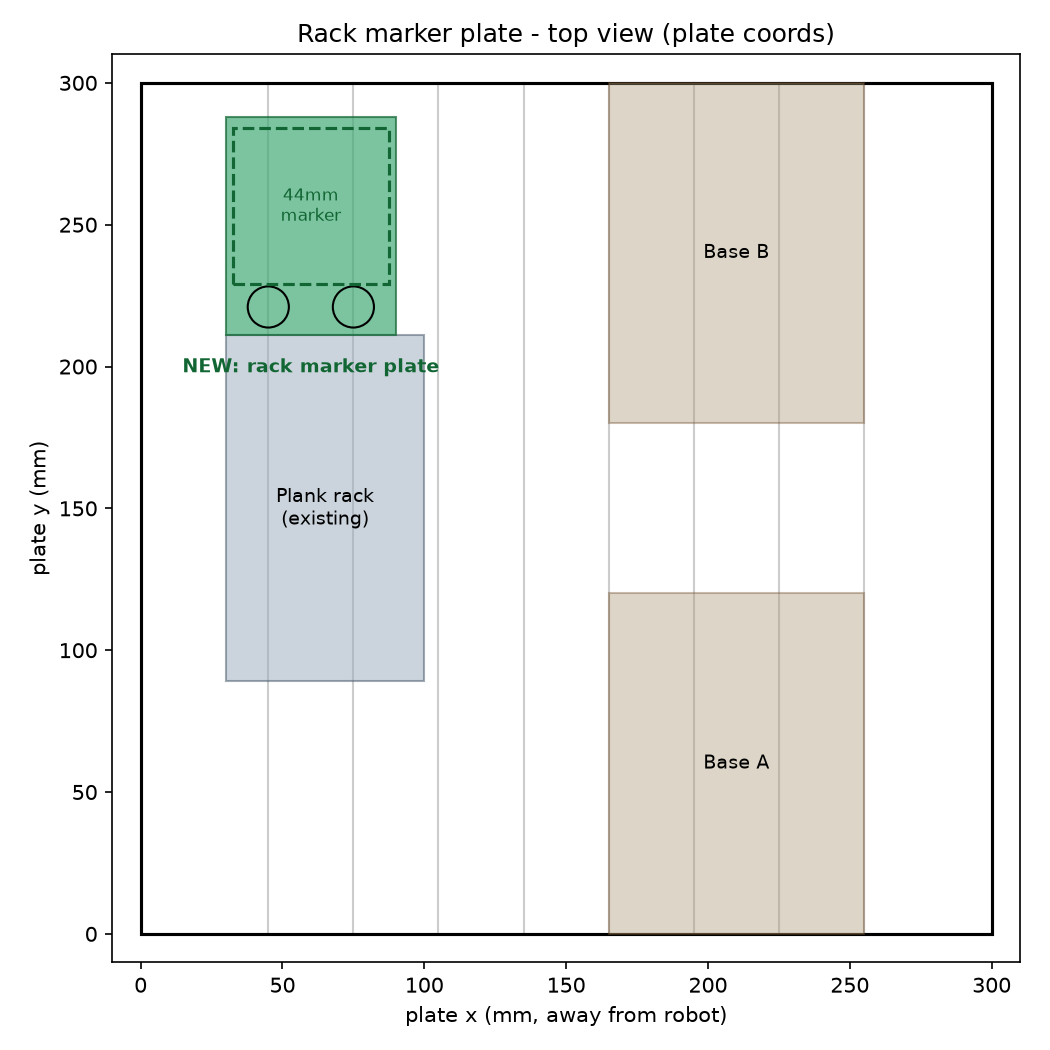 Rack marker plate - top view (plate coords)
300
250
200
150
100
50
0
plate y (mm)
44mm
marker
NEW: rack marker plate
Plank rack
(existing)
Base B
Base A
0
50
100
150
200
250
300
plate x (mm, away from robot)